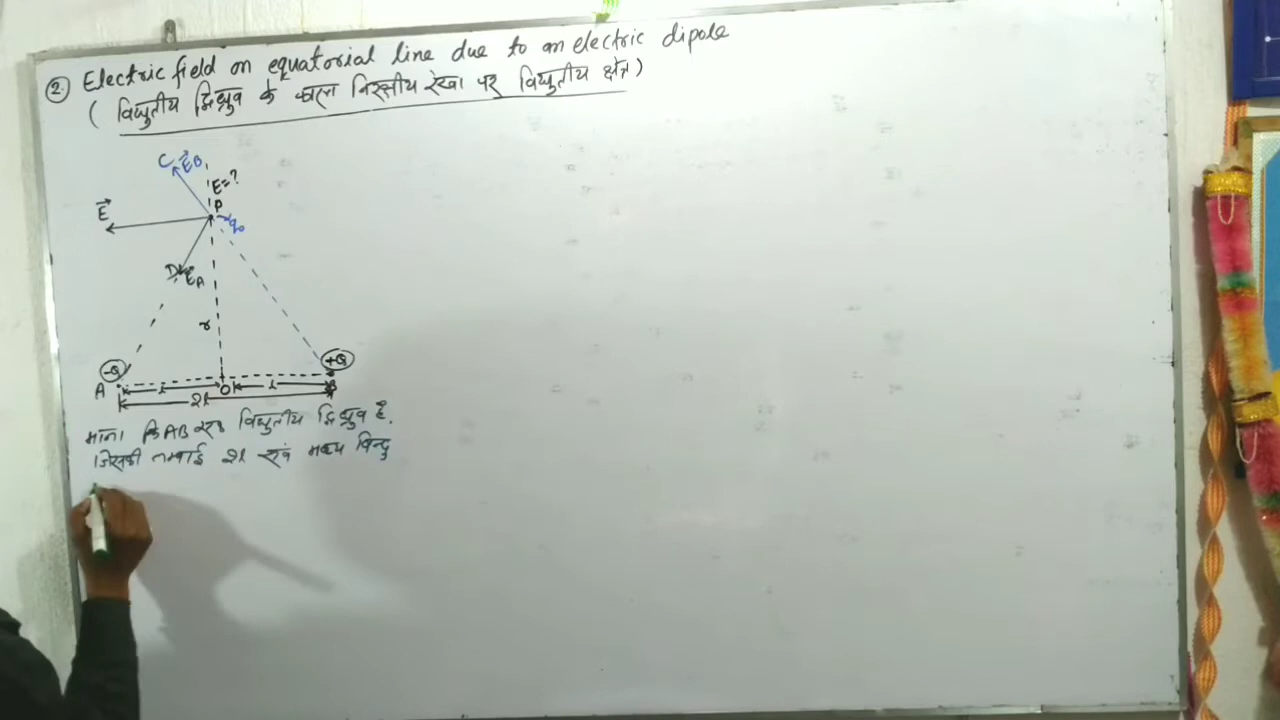 ② Electric field on equatorial line due to an electric dipole
( विद्युतीय द्विध्रुव के निरक्षीय रेखा पर विद्युतीय क्षेत्र )
C E⃗B
E=?
E⃗ P
q₀
D EA
r
-Q +Q
A l O l B
2l
माना कि AB एक विद्युतीय द्विध्रुव है.
जिसकी लम्बाई 2l एवं मध्य बिन्दु